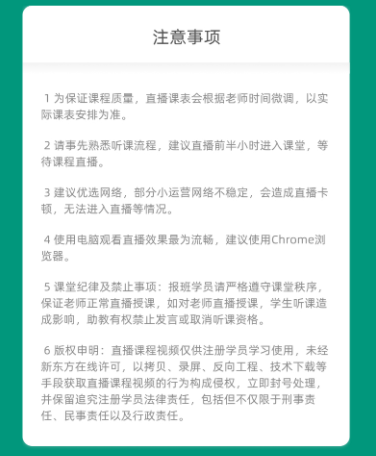 注意事项
1 为保证课程质量，直播课表会根据老师时间微调，以实
际课表安排为准。
2 请事先熟悉听课流程，建议直播前半小时进入课堂，等
待课程直播。
3 建议优选网络，部分小运营网络不稳定，会造成直播卡
顿，无法进入直播等情况。
4 使用电脑观看直播效果最为流畅，建议使用Chrome浏
览器。
5 课堂纪律及禁止事项：报班学员请严格遵守课堂秩序，
保证老师正常直播授课，如对老师直播授课，学生听课造
成影响，助教有权禁止发言或取消听课资格。
6 版权申明：直播课程视频仅供注册学员学习使用，未经
新东方在线许可，以拷贝、录屏、反向工程、技术下载等
手段获取直播课程视频的行为构成侵权，立即封号处理，
并保留追究注册学员法律责任，包括但不仅限于刑事责
任、民事责任以及行政责任。